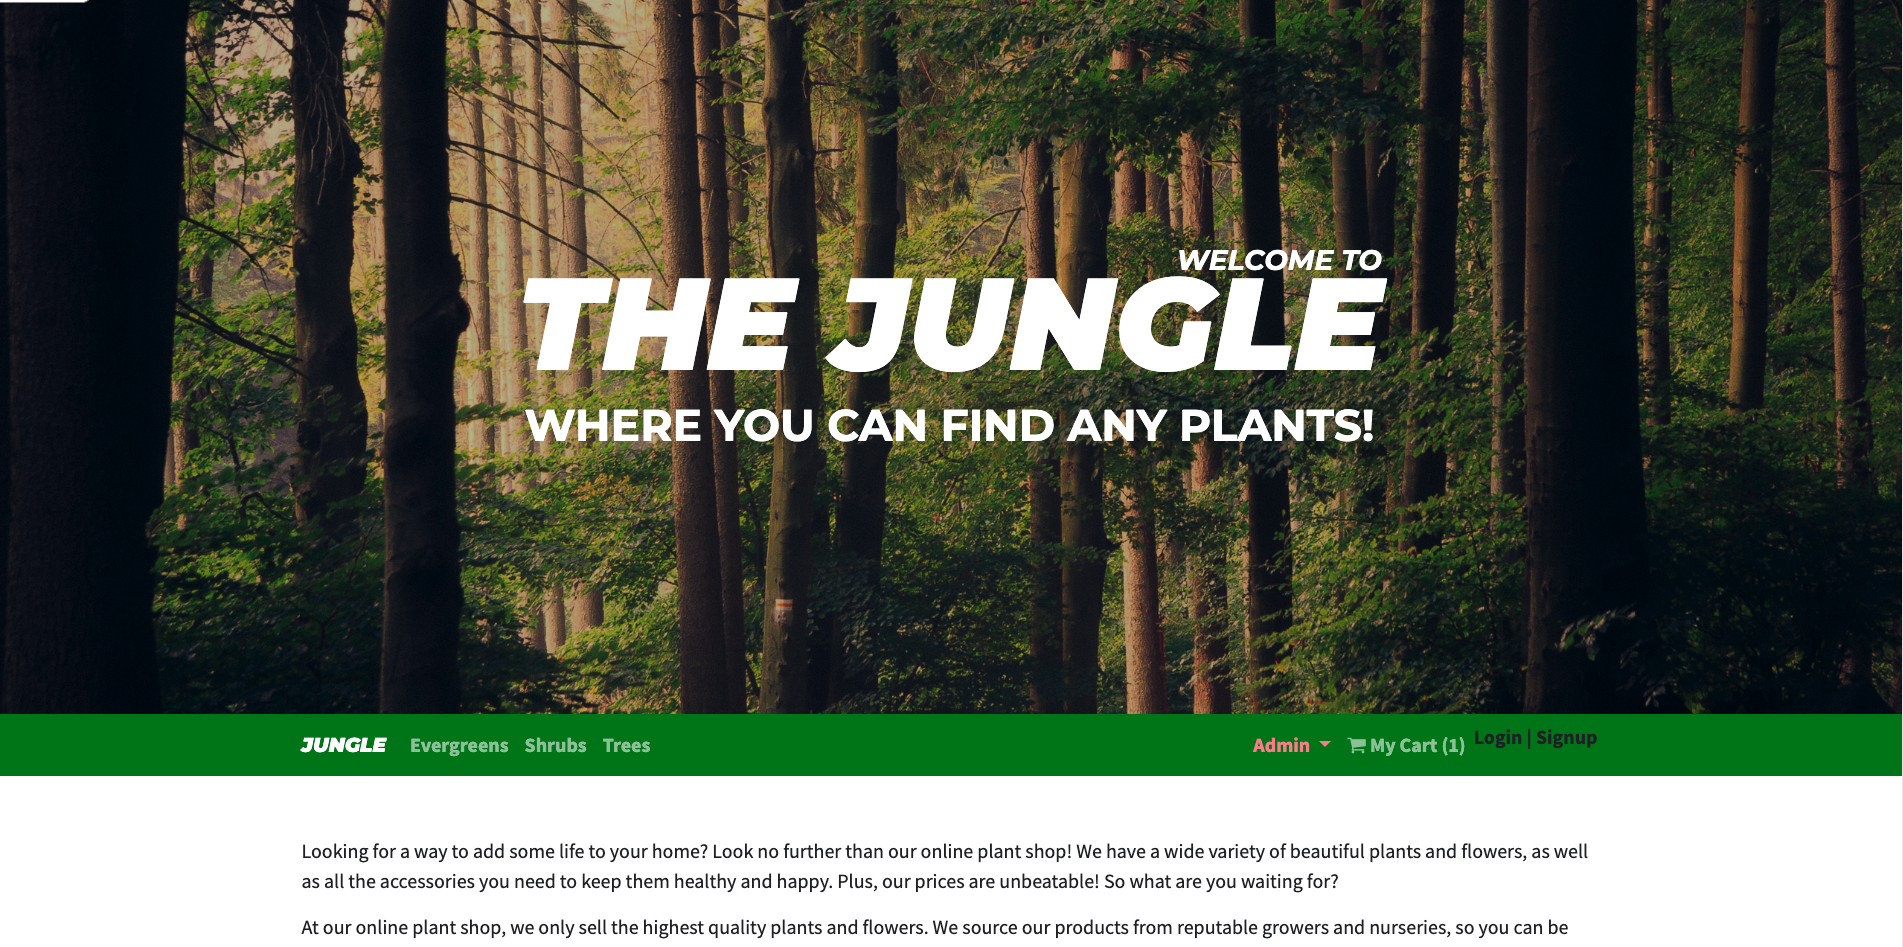 WELCOME TO
THE JUNGLE
WHERE YOU CAN FIND ANY PLANTS!
JUNGLE Evergreens Shrubs Trees Admin My Cart (1) Login | Signup
Looking for a way to add some life to your home? Look no further than our online plant shop! We have a wide variety of beautiful plants and flowers, as well
as all the accessories you need to keep them healthy and happy. Plus, our prices are unbeatable! So what are you waiting for?
At our online plant shop, we only sell the highest quality plants and flowers. We source our products from reputable growers and nurseries, so you can be